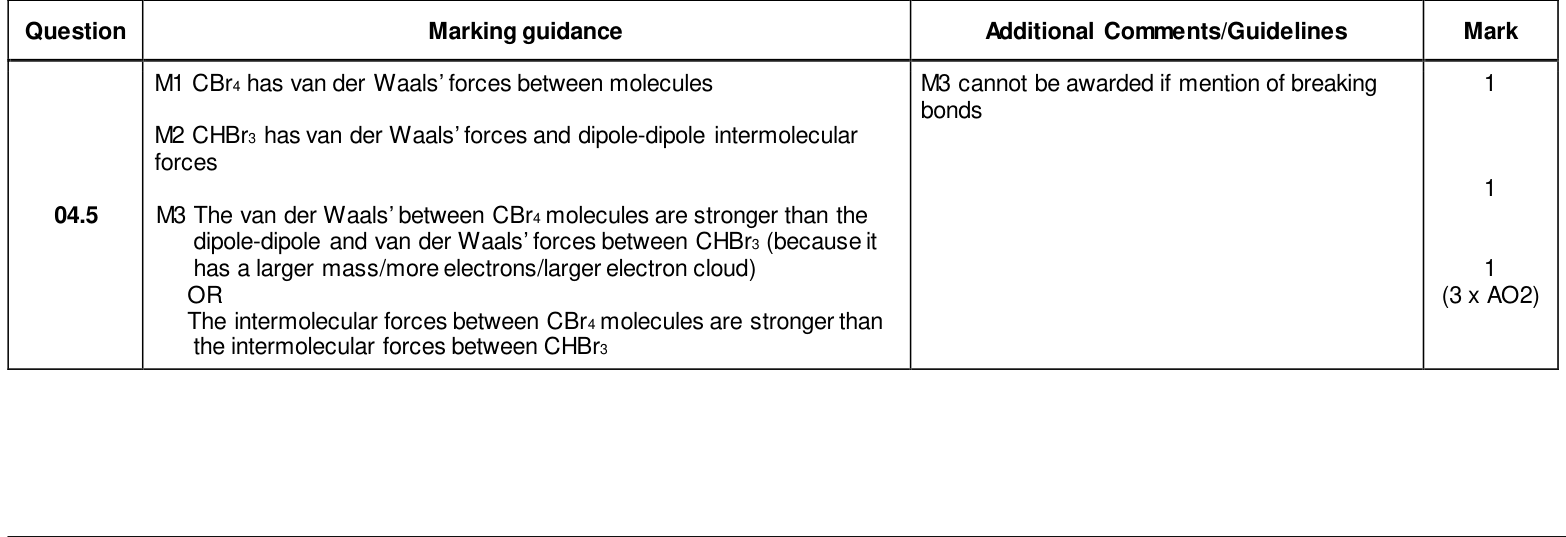 Question Marking guidance Additional Comments/Guidelines Mark
M1 CBr₄ has van der Waals’ forces between molecules M3 cannot be awarded if mention of breaking 1
bonds
M2 CHBr₃ has van der Waals’ forces and dipole-dipole intermolecular
forces
1
04.5 M3 The van der Waals’ between CBr₄ molecules are stronger than the
dipole-dipole and van der Waals’ forces between CHBr₃ (because it
has a larger mass/more electrons/larger electron cloud) 1
OR (3 x AO2)
The intermolecular forces between CBr₄ molecules are stronger than
the intermolecular forces between CHBr₃